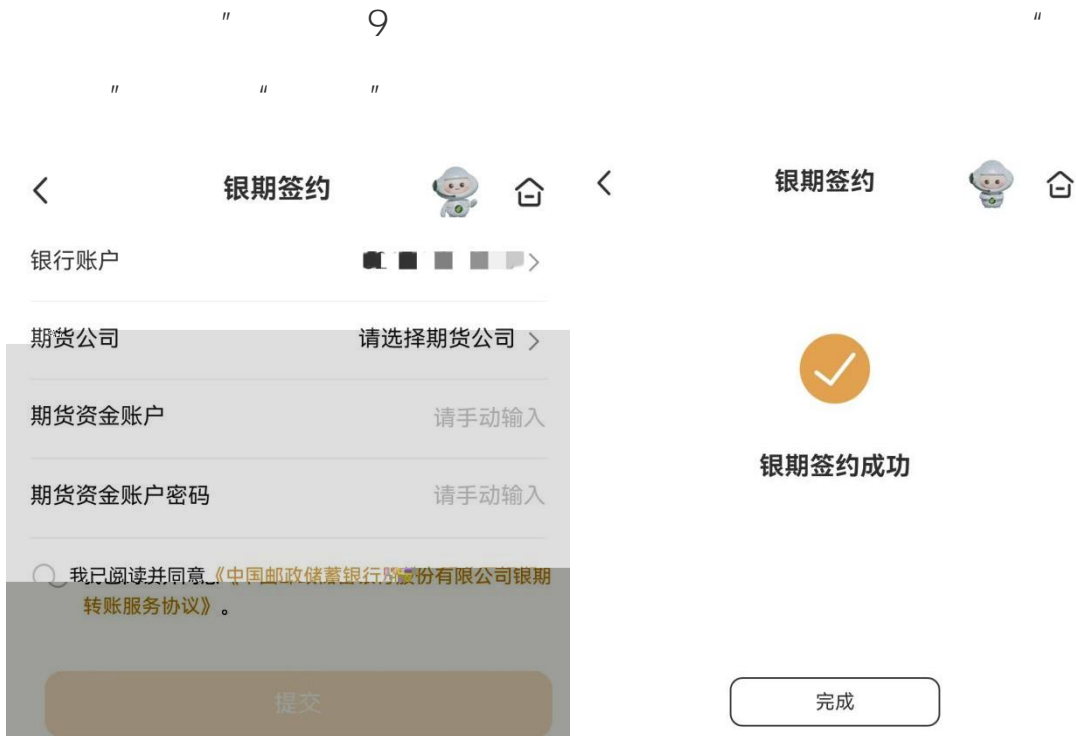 ” 9 “
” “ ”
银期签约
银行账户
期货公司 请选择期货公司
期货资金账户 请手动输入
期货资金账户密码 请手动输入
我已阅读并同意《中国邮政储蓄银行股份有限公司银期
转账服务协议》。
提交
银期签约
银期签约成功
完成